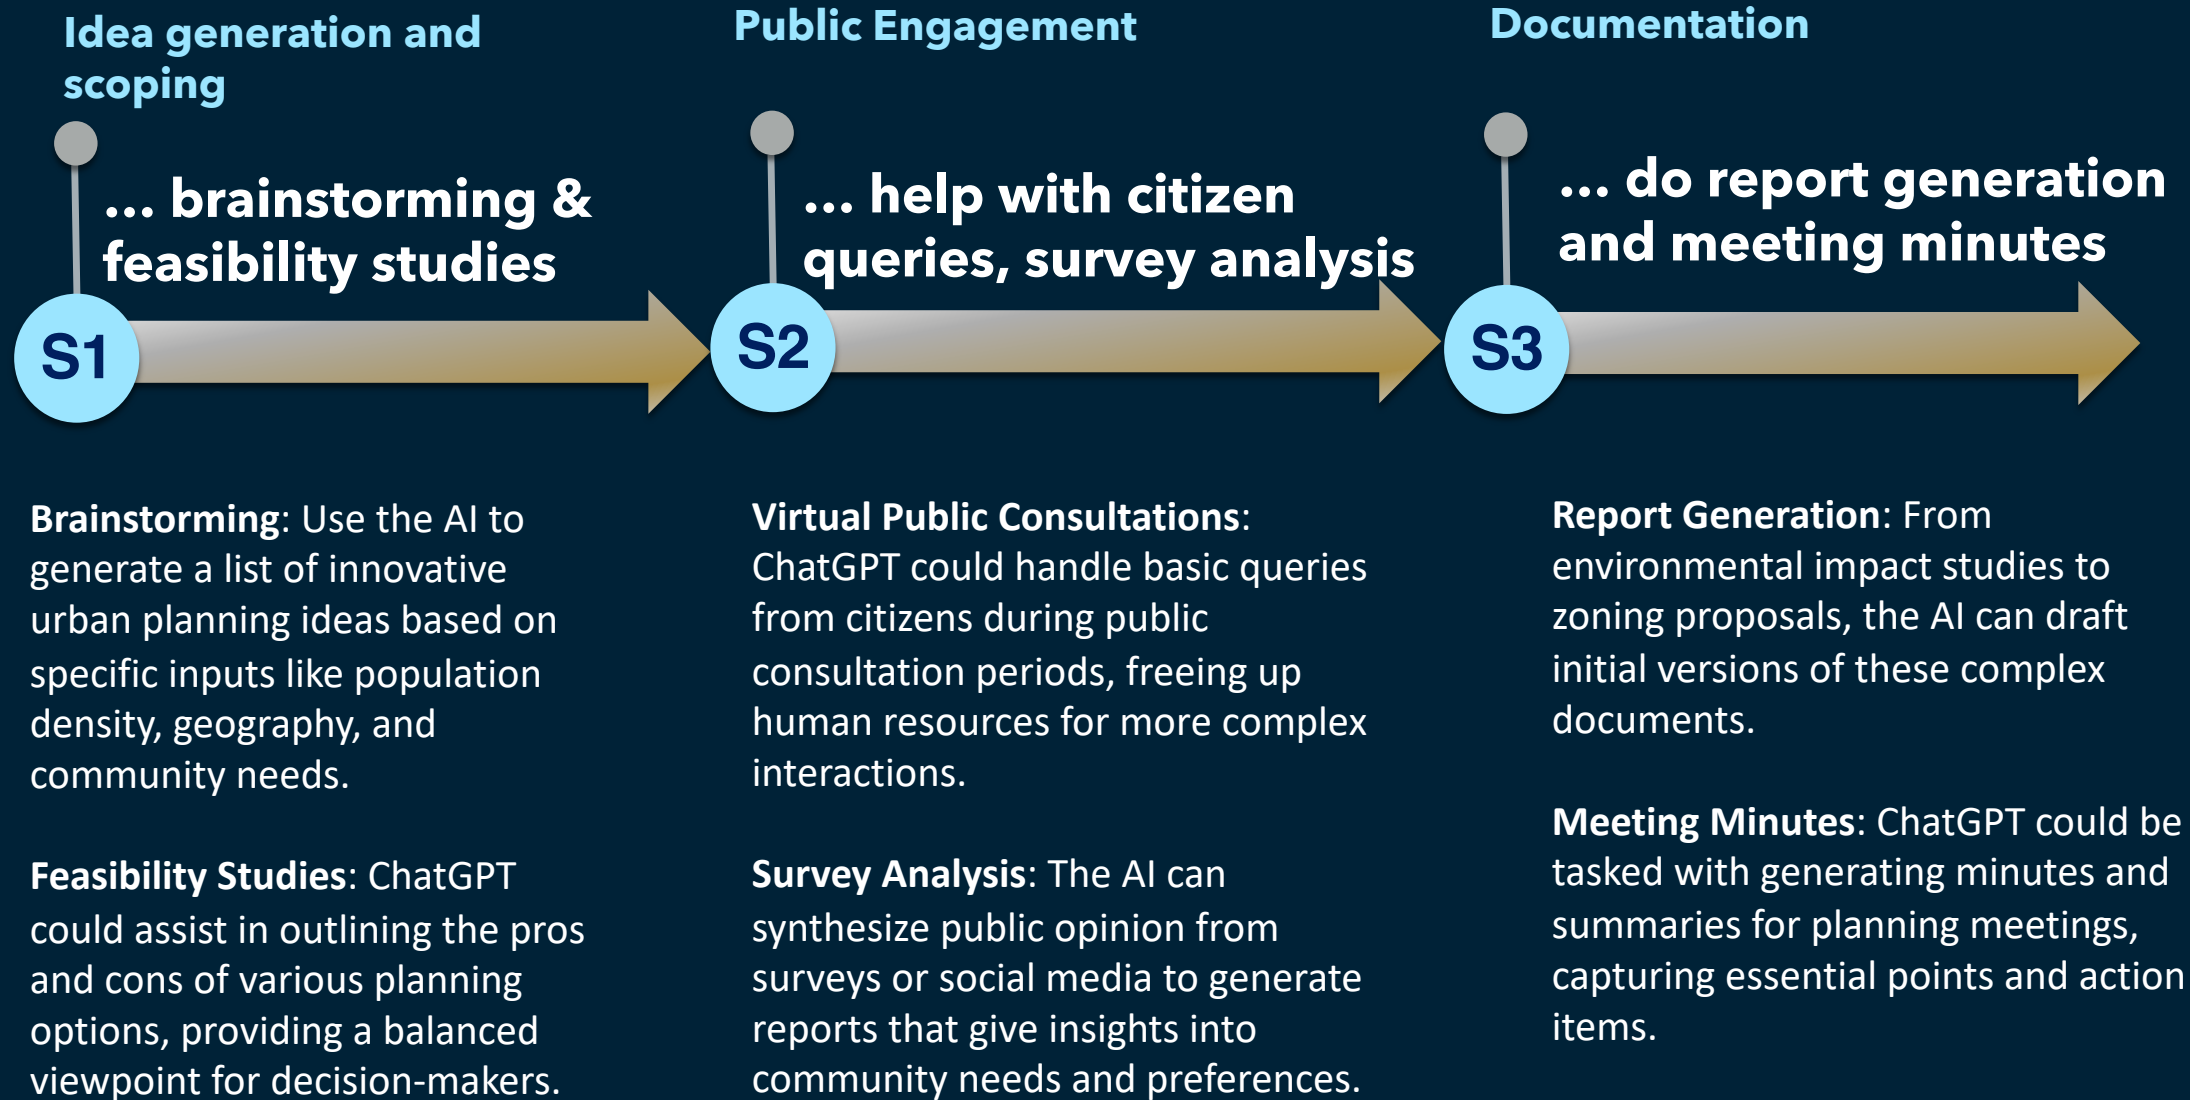 Idea generation and
scoping
... brainstorming &
feasibility studies
S1
Brainstorming: Use the AI to
generate a list of innovative
urban planning ideas based on
specific inputs like population
density, geography, and
community needs.
Feasibility Studies: ChatGPT
could assist in outlining the pros
and cons of various planning
options, providing a balanced
viewpoint for decision-makers.
Public Engagement
... help with citizen
queries, survey analysis
S2
Virtual Public Consultations:
ChatGPT could handle basic queries
from citizens during public
consultation periods, freeing up
human resources for more complex
interactions.
Survey Analysis: The AI can
synthesize public opinion from
surveys or social media to generate
reports that give insights into
community needs and preferences.
Documentation
... do report generation
and meeting minutes
S3
Report Generation: From
environmental impact studies to
zoning proposals, the AI can draft
initial versions of these complex
documents.
Meeting Minutes: ChatGPT could be
tasked with generating minutes and
summaries for planning meetings,
capturing essential points and action
items.